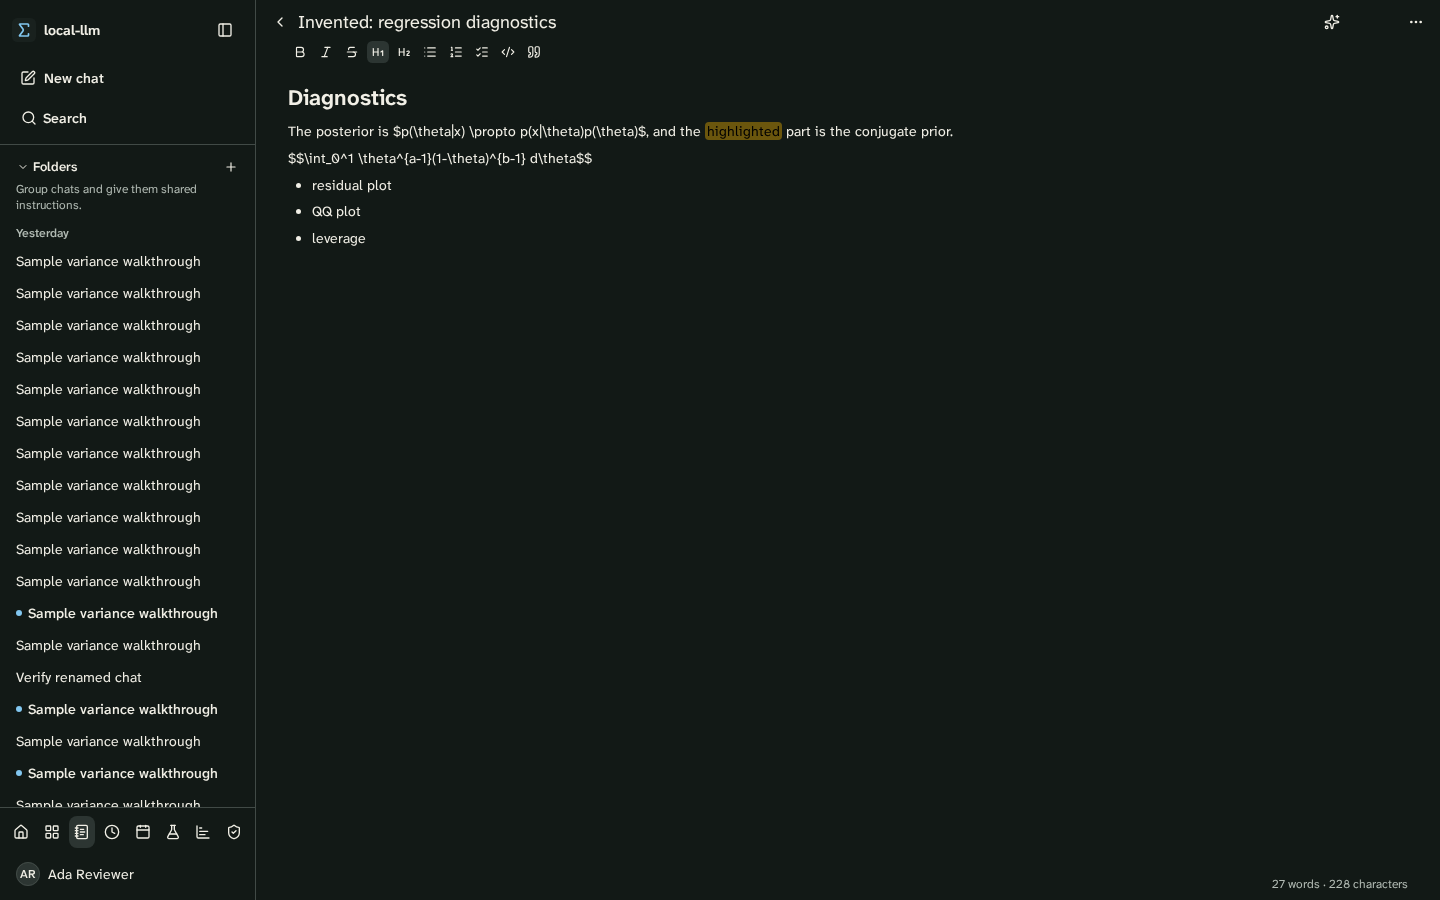 local-llm
New chat
Search
Folders
Group chats and give them shared
instructions.
Yesterday
Sample variance walkthrough
Sample variance walkthrough
Sample variance walkthrough
Sample variance walkthrough
Sample variance walkthrough
Sample variance walkthrough
Sample variance walkthrough
Sample variance walkthrough
Sample variance walkthrough
Sample variance walkthrough
Sample variance walkthrough
Sample variance walkthrough
Sample variance walkthrough
Verify renamed chat
Sample variance walkthrough
Sample variance walkthrough
Sample variance walkthrough
Sample variance walkthrough
AR Ada Reviewer
Invented: regression diagnostics
B I S H1 H2
Diagnostics
The posterior is $p(\theta|x) \propto p(x|\theta)p(\theta)$, and the highlighted part is the conjugate prior.
$$\int_0^1 \theta^{a-1}(1-\theta)^{b-1} d\theta$$
• residual plot
• QQ plot
• leverage
27 words · 228 characters